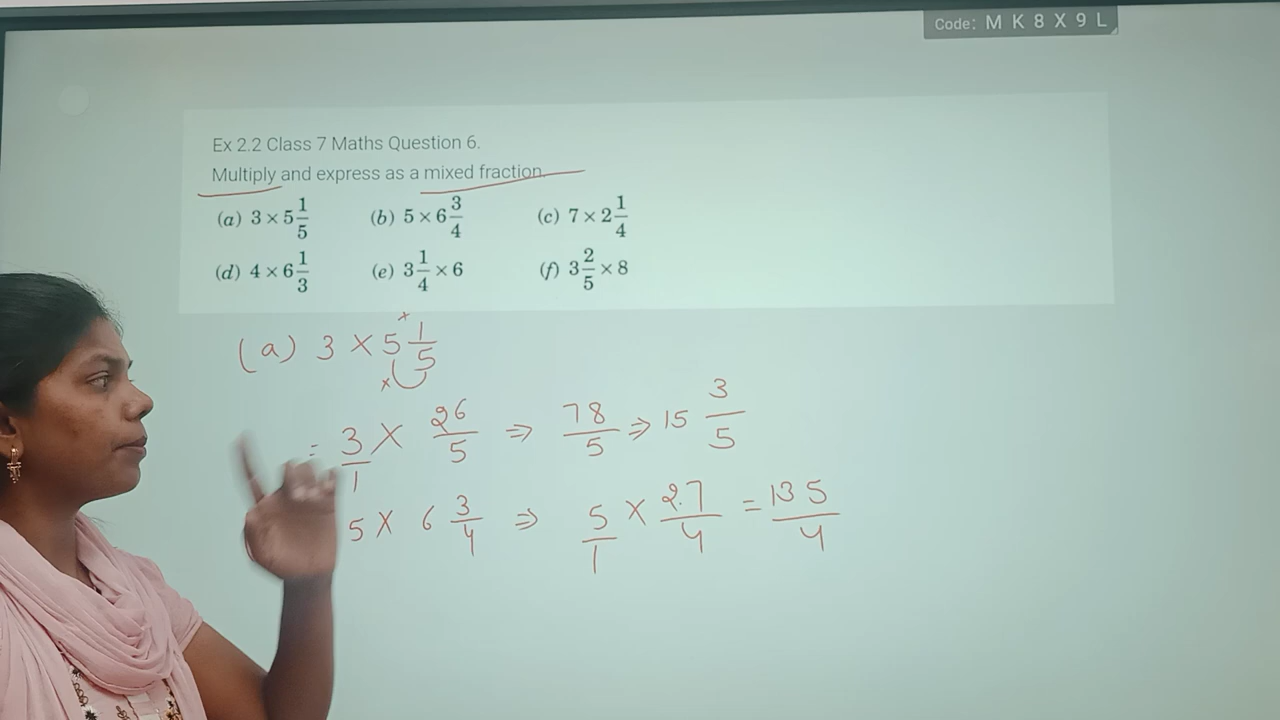 Code: M K 8 X 9 L
Ex 2.2 Class 7 Maths Question 6.
Multiply and express as a mixed fraction.
(a) 3 × 5 1/5 (b) 5 × 6 3/4 (c) 7 × 2 1/4
(d) 4 × 6 1/3 (e) 3 1/4 × 6 (f) 3 2/5 × 8
(a) 3 × 5 1/5
= 3/1 × 26/5 ⇒ 78/5 ⇒ 15 3/5
5 × 6 3/4 ⇒ 5/1 × 27/4 = 135/4